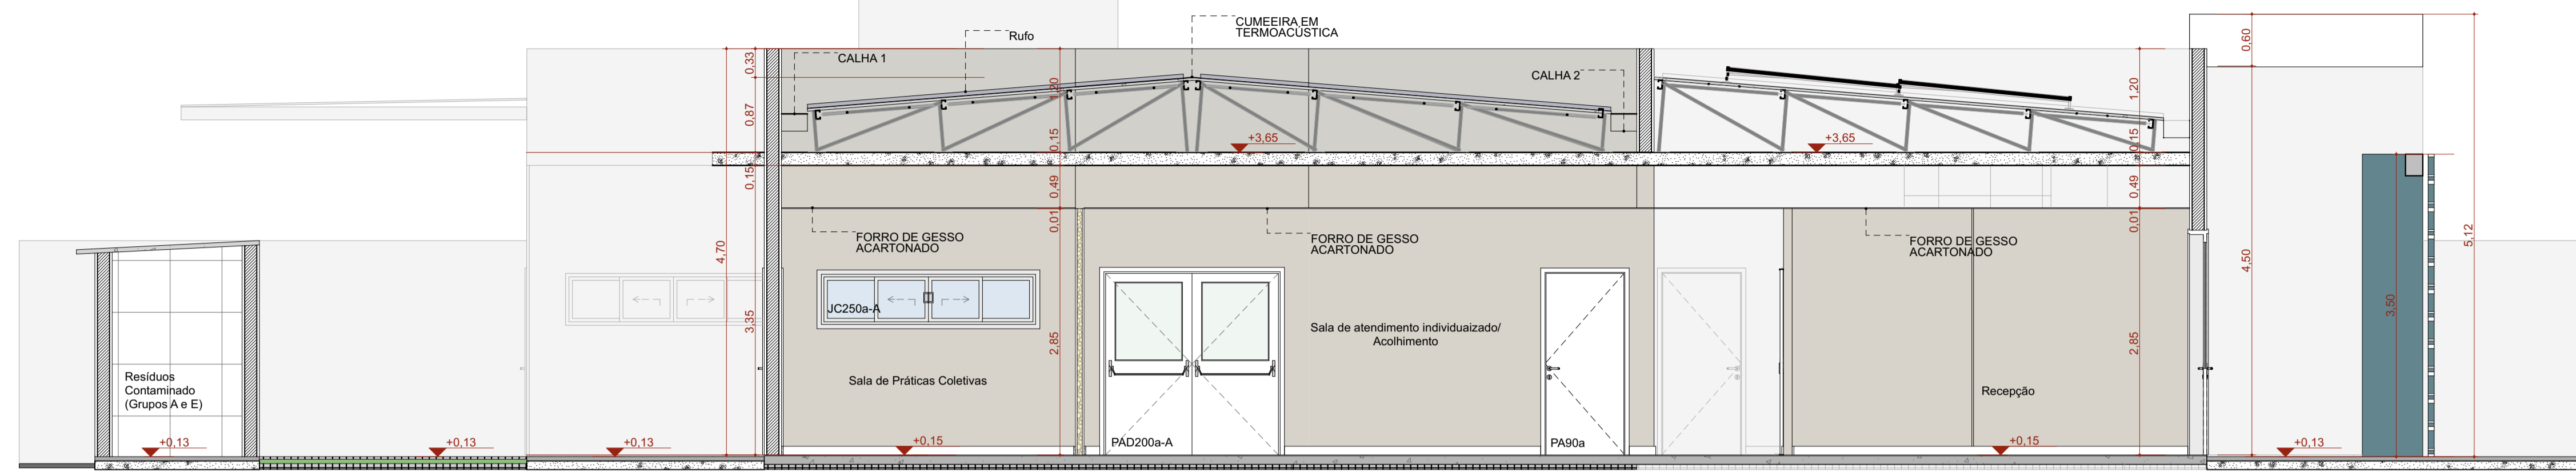 CUMEEIRA EM
TERMOACÚSTICA
Rufo
CALHA 1
CALHA 2
0,33
1,20
0,87
0,15
+3,65
+3,65
1,20
0,15
0,60
0,15
0,49
0,01
0,49
0,01
FORRO DE GESSO
ACARTONADO
FORRO DE GESSO
ACARTONADO
FORRO DE GESSO
ACARTONADO
4,70
3,35
2,85
2,85
4,50
5,12
3,50
JC250a-A
Sala de atendimento individuaizado/
Acolhimento
Resíduos
Contaminado
(Grupos A e E)
Sala de Práticas Coletivas
Recepção
PAD200a-A
PA90a
+0,13
+0,13
+0,13
+0,15
+0,15
+0,13